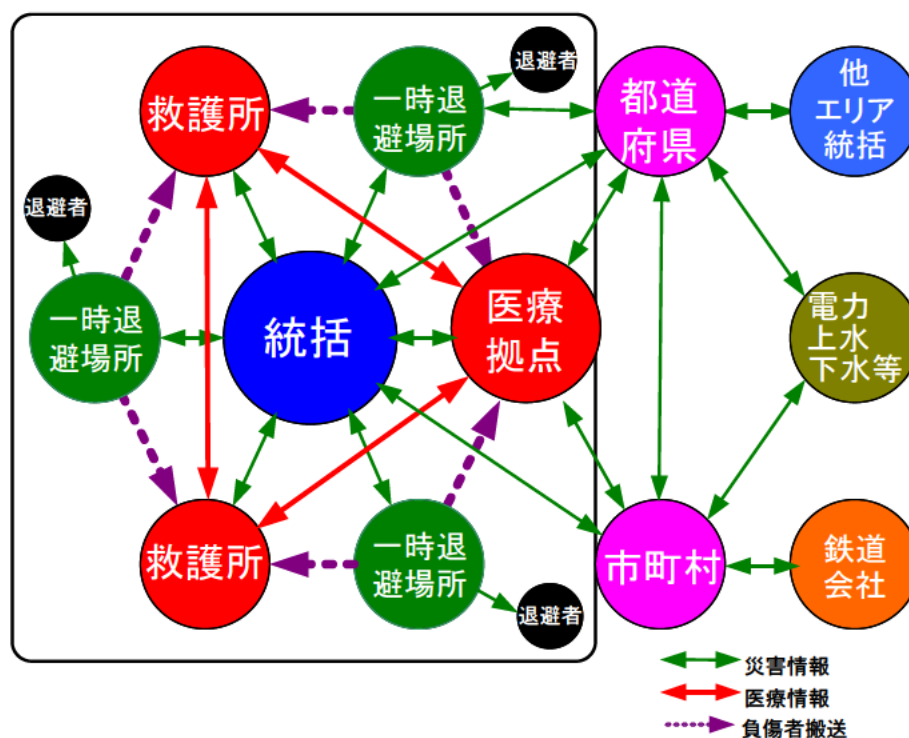 退避者
救護所
一時退
避場所
都道
府県
他
エリア
統括
退避者
一時退
避場所
統括
医療
拠点
電力
上水
下水等
救護所
一時退
避場所
退避者
市町村
鉄道
会社
災害情報
医療情報
負傷者搬送